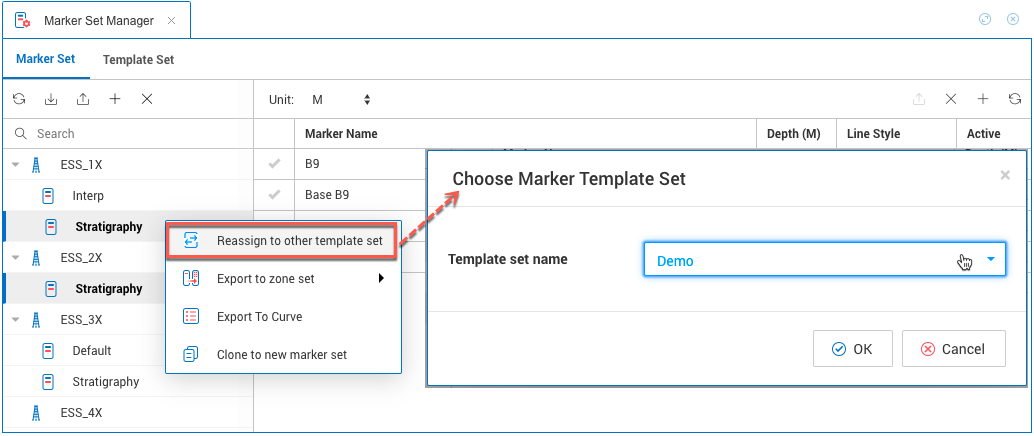 Marker Set Manager
Marker Set Template Set
Unit: M
Search
Marker Name Depth (M) Line Style Active
ESS_1X
Interp
Stratigraphy
ESS_2X
Stratigraphy
ESS_3X
Default
Stratigraphy
ESS_4X
B9
Base B9
Reassign to other template set
Export to zone set
Export To Curve
Clone to new marker set
Choose Marker Template Set
Template set name
Demo
OK Cancel